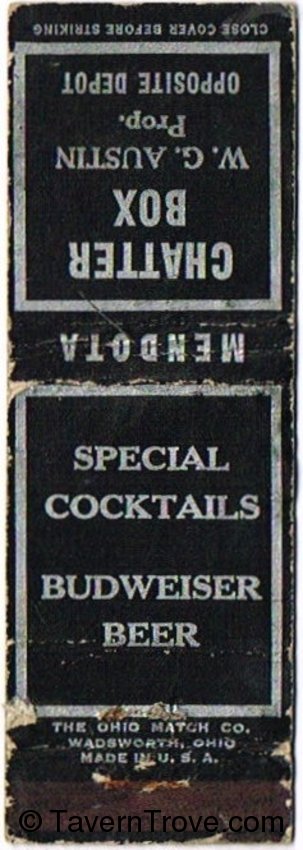 CLOSE COVER BEFORE STRIKING
CHATTER
BOX
W. G. AUSTIN
Prop.
OPPOSITE DEPOT
MENDOTA
SPECIAL
COCKTAILS
BUDWEISER
BEER
THE OHIO MATCH CO.
WADSWORTH, OHIO
MADE IN U. S. A.
© TavernTrove.com